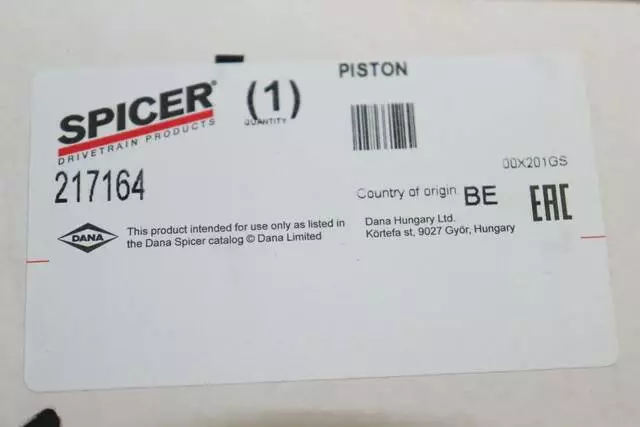 PISTON
SPICER®
(1)
QUANTITY
DRIVETRAIN PRODUCTS
00X201GS
217164
Country of origin BE
EAC
DANA
This product intended for use only as listed in
the Dana Spicer catalog © Dana Limited
Dana Hungary Ltd.
Körtefa st, 9027 Győr, Hungary